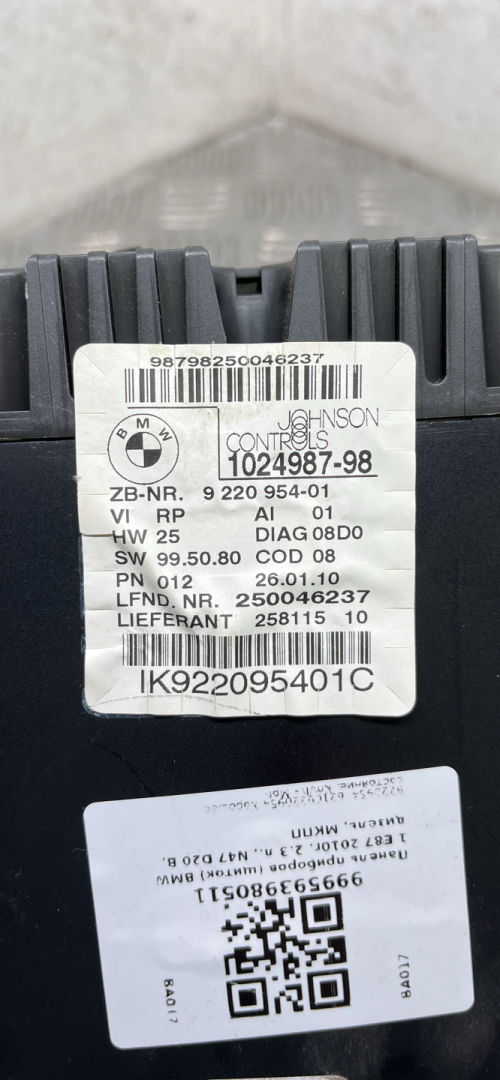 98798250046237
BMW
JOHNSON
CONTROLS
1024987-98
ZB-NR. 9 220 954-01
VI RP AI 01
HW 25 DIAG 08D0
SW 99.50.80 COD 08
PN 012 26.01.10
LFND. NR. 250046237
LIEFERANT 258115 10
IK922095401C
999593980511
Панель приборов (щиток) BMW
1 E87 2010г. 2.3 л., N47 D20 B,
дизель, МКПП
состояние
8A017
8A017